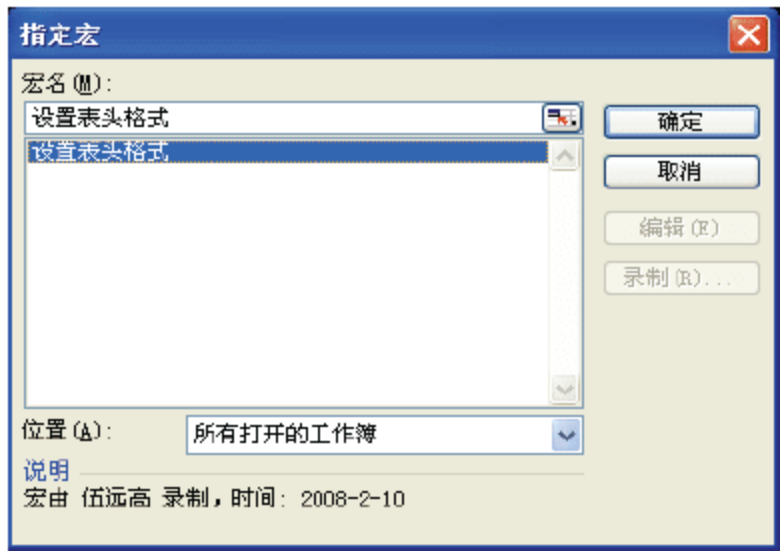 指定宏
宏名(M):
设置表头格式
设置表头格式
确定
取消
编辑(E)
录制(R)...
位置(A):
所有打开的工作簿
说明
宏由 伍远高 录制，时间: 2008-2-10